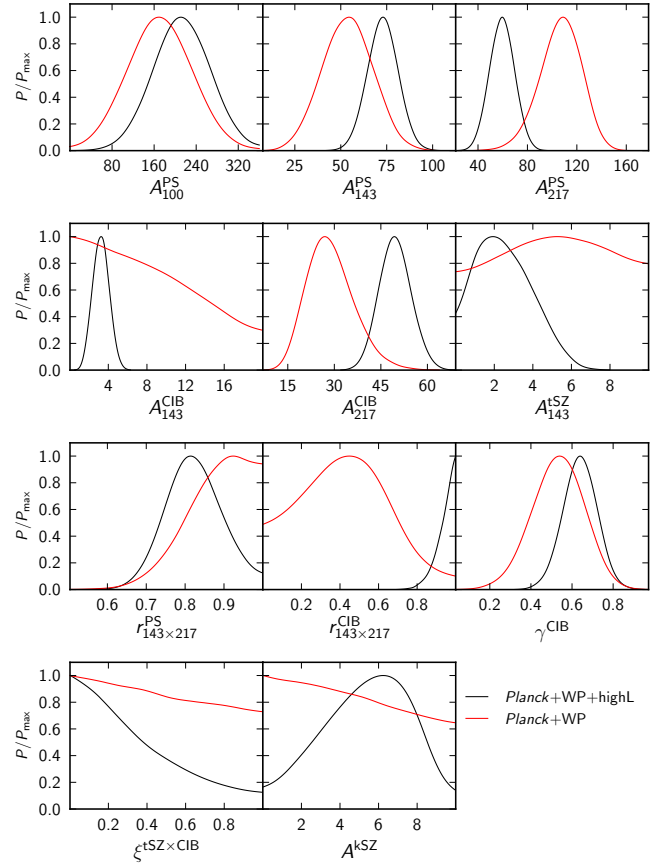 P/P_max 0.0 0.2 0.4 0.6 0.8 1.0
80 160 240 320 25 50 75 100 40 80 120 160
A^PS_100 A^PS_143 A^PS_217
P/P_max 0.0 0.2 0.4 0.6 0.8 1.0
4 8 12 16 15 30 45 60 2 4 6 8
A^CIB_143 A^CIB_217 A^tSZ_143
P/P_max 0.0 0.2 0.4 0.6 0.8 1.0
0.6 0.7 0.8 0.9 0.2 0.4 0.6 0.8 0.2 0.4 0.6 0.8
r^PS_143×217 r^CIB_143×217 γ^CIB
P/P_max 0.0 0.2 0.4 0.6 0.8 1.0
0.2 0.4 0.6 0.8 2 4 6 8
ξ^tSZ×CIB A^kSZ
Planck+WP+highL
Planck+WP